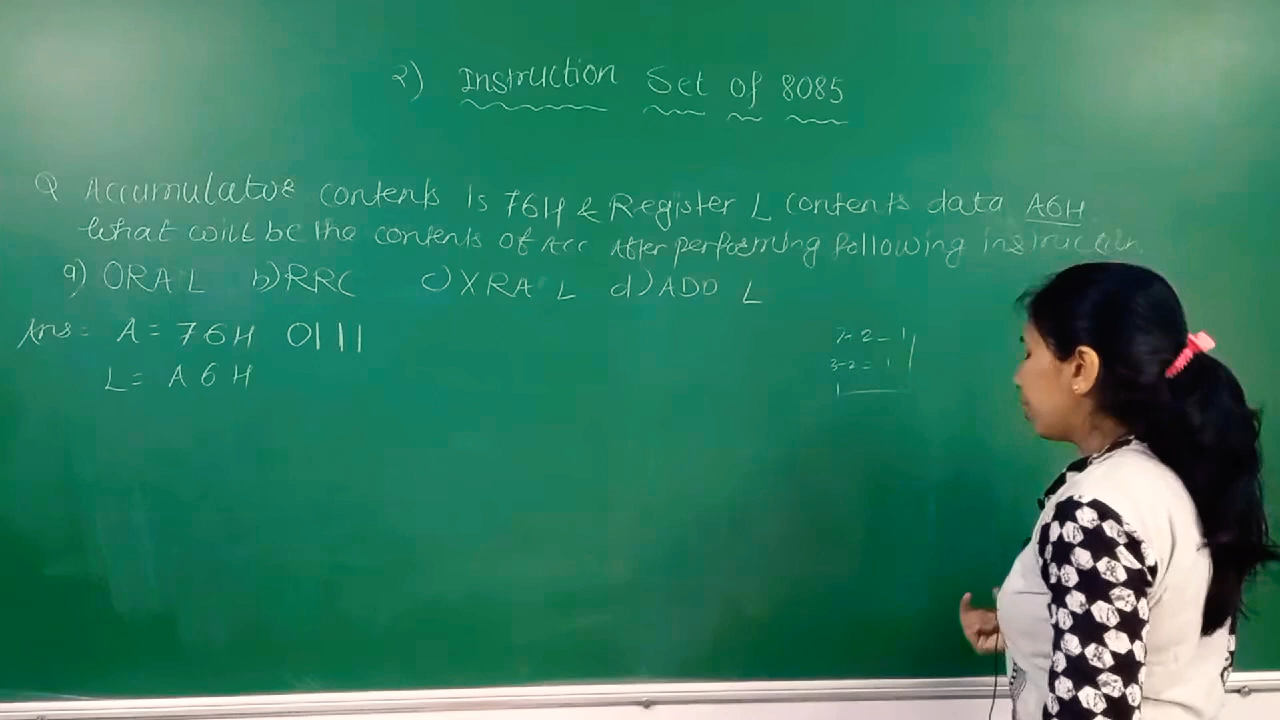 2) Instruction Set of 8085
Q Accumulator contents is 76H & Register L contents data A6H
What will be the contents of Acc After performing following instruction
a) ORA L b) RRC c) XRA L d) ADD L
Ans = A = 76H 0111
L = A6H
7÷2 - 1
3-2 = 1
1